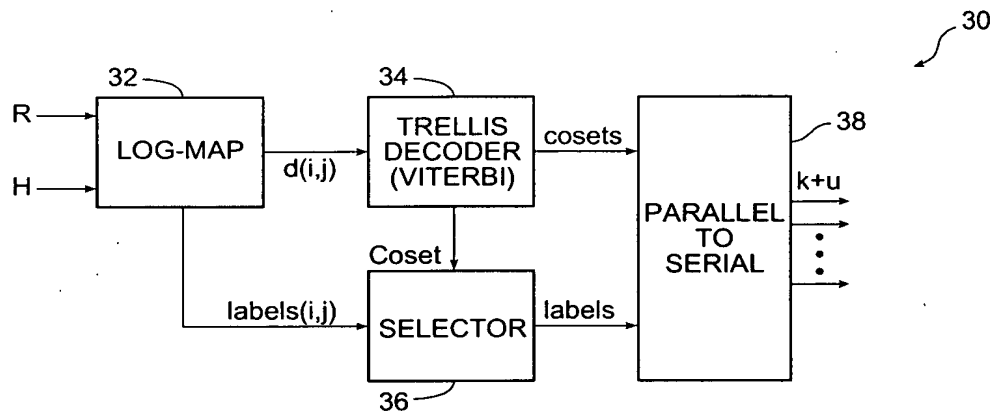 30
32
34
38
R
H
LOG-MAP
d(i,j)
TRELLIS
DECODER
(VITERBI)
cosets
k+u
PARALLEL
TO
SERIAL
Coset
labels(i,j)
SELECTOR
labels
36